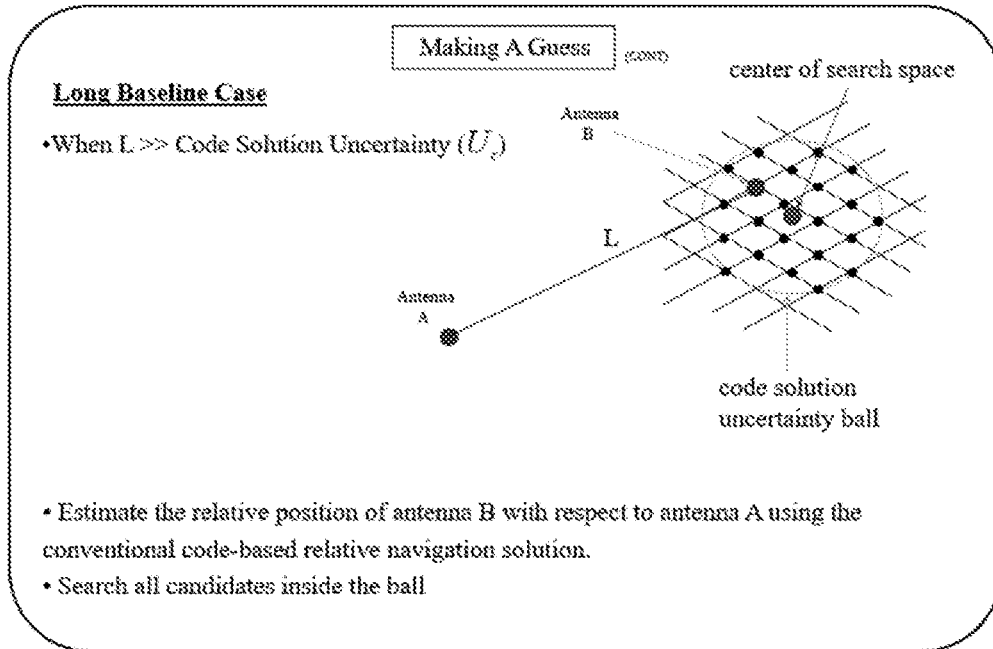 Making A Guess
(CONT)
center of search space
Long Baseline Case
Antenna
B
•When L >> Code Solution Uncertainty (U_c)
L
Antenna
A
code solution
uncertainty ball
• Estimate the relative position of antenna B with respect to antenna A using the
conventional code-based relative navigation solution.
• Search all candidates inside the ball